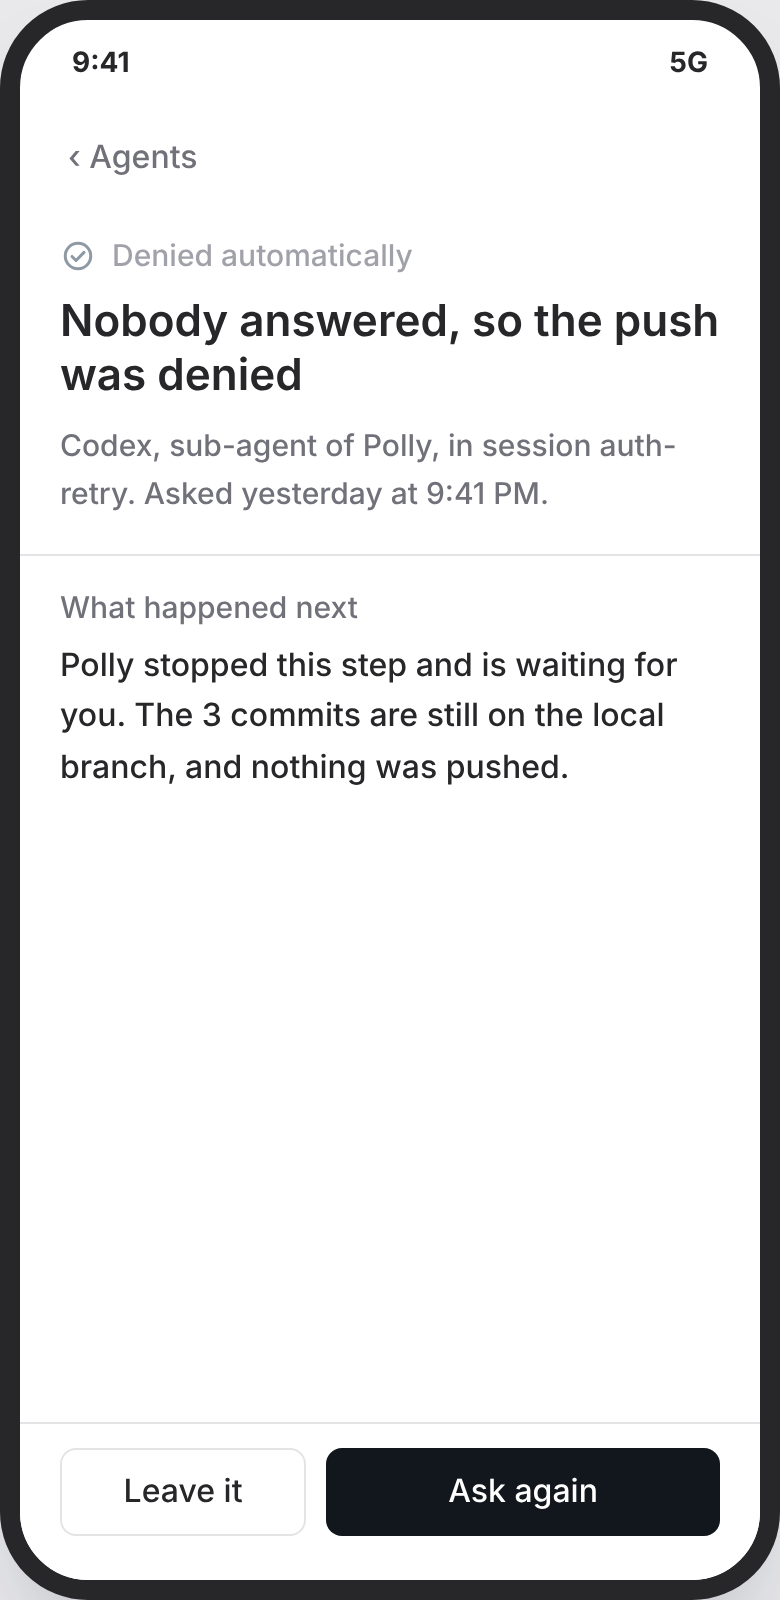 9:41 5G
‹ Agents
Denied automatically
Nobody answered, so the push
was denied
Codex, sub-agent of Polly, in session auth-
retry. Asked yesterday at 9:41 PM.
What happened next
Polly stopped this step and is waiting for
you. The 3 commits are still on the local
branch, and nothing was pushed.
Leave it Ask again